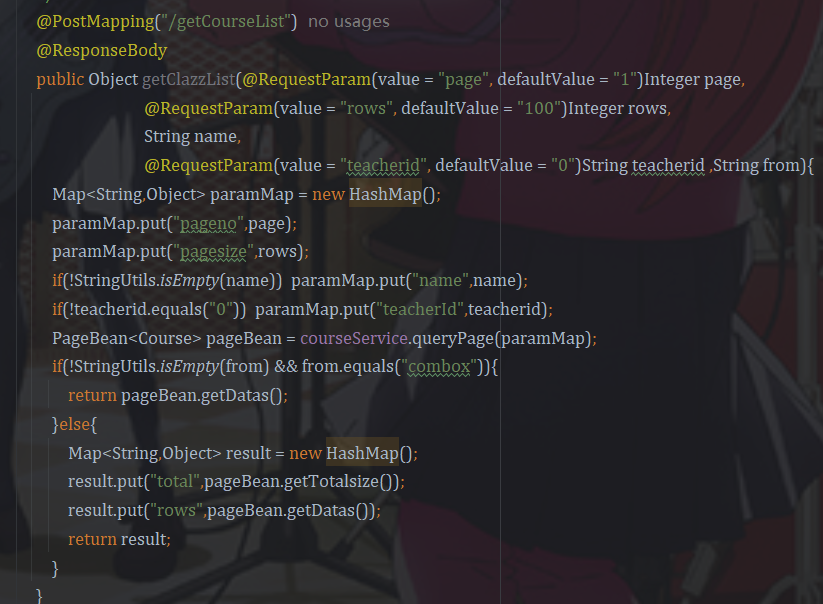 @PostMapping("/getCourseList") no usages
@ResponseBody
public Object getClazzList(@RequestParam(value = "page", defaultValue = "1")Integer page,
@RequestParam(value = "rows", defaultValue = "100")Integer rows,
String name,
@RequestParam(value = "teacherid", defaultValue = "0")String teacherid ,String from){
Map<String,Object> paramMap = new HashMap();
paramMap.put("pageno",page);
paramMap.put("pagesize",rows);
if(!StringUtils.isEmpty(name)) paramMap.put("name",name);
if(!teacherid.equals("0")) paramMap.put("teacherId",teacherid);
PageBean<Course> pageBean = courseService.queryPage(paramMap);
if(!StringUtils.isEmpty(from) && from.equals("combox")){
return pageBean.getDatas();
}else{
Map<String,Object> result = new HashMap();
result.put("total",pageBean.getTotalsize());
result.put("rows",pageBean.getDatas());
return result;
}
}